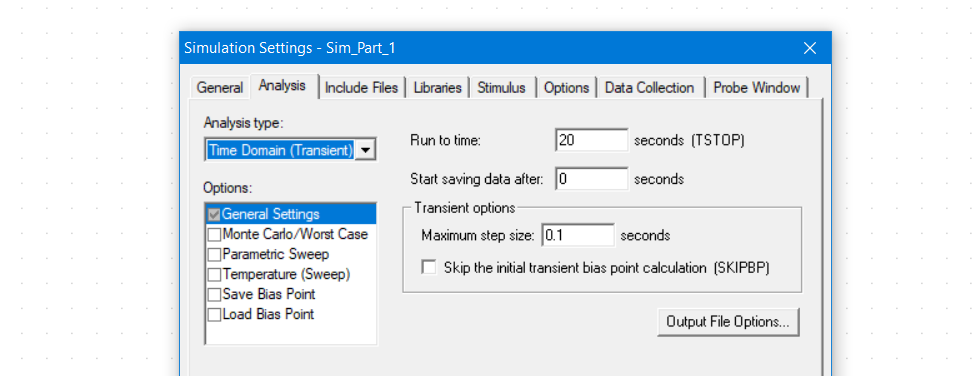 Simulation Settings - Sim_Part_1
General Analysis Include Files Libraries Stimulus Options Data Collection Probe Window
Analysis type:
Time Domain (Transient)
Options:
General Settings
Monte Carlo/Worst Case
Parametric Sweep
Temperature (Sweep)
Save Bias Point
Load Bias Point
Run to time: 20 seconds (TSTOP)
Start saving data after: 0 seconds
Transient options
Maximum step size: 0.1 seconds
Skip the initial transient bias point calculation (SKIPBP)
Output File Options...